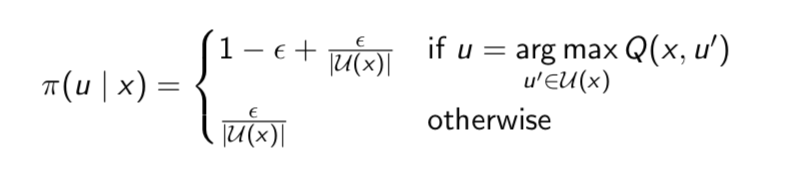 π(u | x) = { 1 − ϵ + ϵ/|𝒰(x)| if u = arg max_{u′∈𝒰(x)} Q(x, u′)
ϵ/|𝒰(x)| otherwise